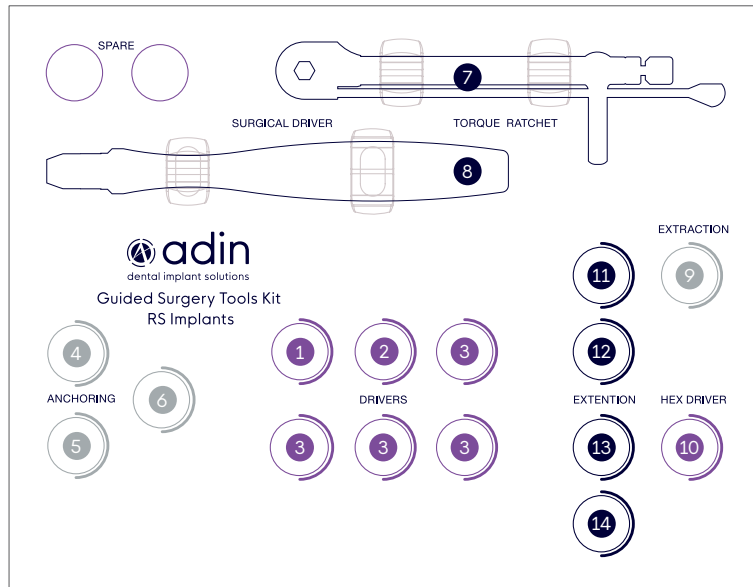 SPARE
7
SURGICAL DRIVER
TORQUE RATCHET
8
EXTRACTION
adin
dental implant solutions
Guided Surgery Tools Kit
RS Implants
11
9
4
1
2
3
12
ANCHORING
6
DRIVERS
EXTENTION
HEX DRIVER
5
3
3
3
13
10
14